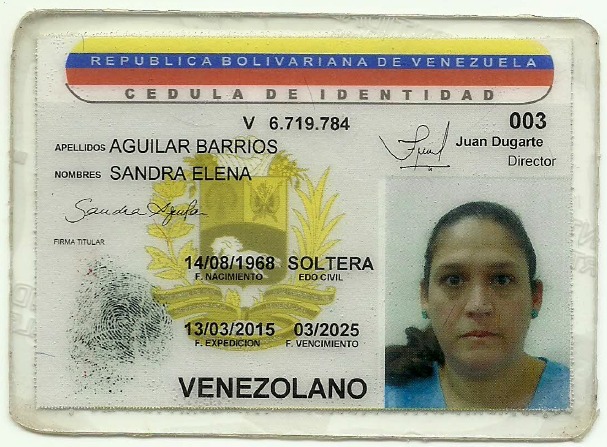 REPUBLICA BOLIVARIANA DE VENEZUELA
CEDULA DE IDENTIDAD
V 6.719.784
003
APELLIDOS AGUILAR BARRIOS
Juan Dugarte
Director
NOMBRES SANDRA ELENA
Sandra Aguilar
FIRMA TITULAR
14/08/1968 SOLTERA
F. NACIMIENTO EDO CIVIL
13/03/2015 03/2025
F. EXPEDICION F. VENCIMIENTO
VENEZOLANO